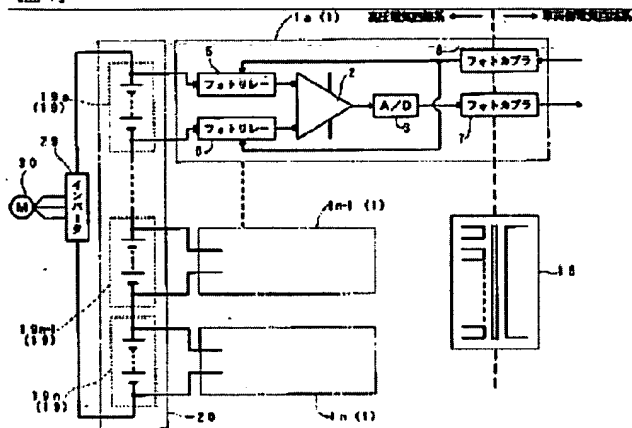 1a (1)
高圧電気回路系
車両側電気回路系
5
フォトリレー
2
A/D
3
フォトカプラ
フォトカプラ
7
フォトリレー
6
19a
(19)
29
30
M
インバータ
1n-1 (1)
19n-1
(19)
19n
(19)
20
1n (1)